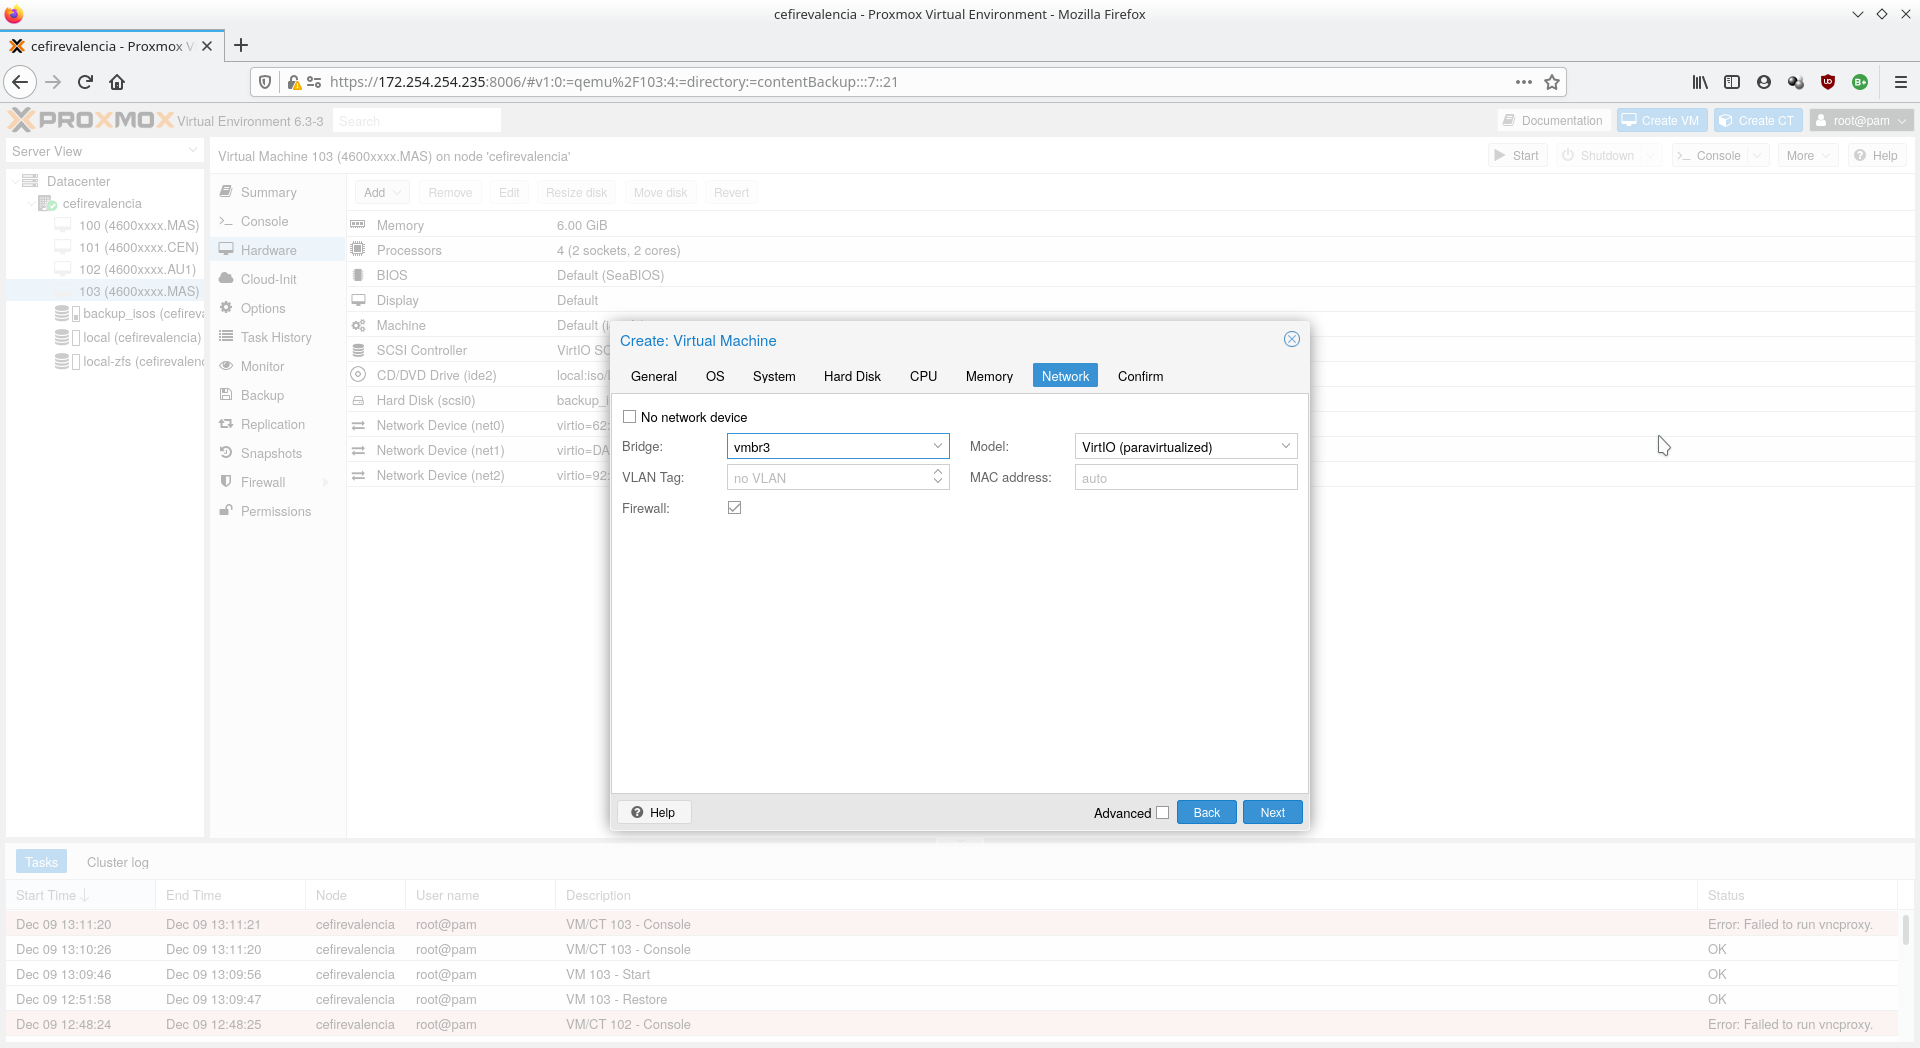 cefirevalencia - Proxmox Virtual Environment - Mozilla Firefox
cefirevalencia - Proxmox V
https://172.254.254.235:8006/#v1:0:=qemu%2F103:4:=directory:=contentBackup:::7::21
PROXMOX Virtual Environment 6.3-3 Search Documentation Create VM Create CT root@pam
Server View
Datacenter
cefirevalencia
100 (4600xxxx.MAS)
101 (4600xxxx.CEN)
102 (4600xxxx.AU1)
103 (4600xxxx.MAS)
backup_isos (cefireva
local (cefirevalencia)
local-zfs (cefirevalenc
Virtual Machine 103 (4600xxxx.MAS) on node 'cefirevalencia' Start Shutdown Console More Help
Summary
Console
Hardware
Cloud-Init
Options
Task History
Monitor
Backup
Replication
Snapshots
Firewall
Permissions
Add Remove Edit Resize disk Move disk Revert
Memory 6.00 GiB
Processors 4 (2 sockets, 2 cores)
BIOS Default (SeaBIOS)
Display Default
Machine Default (i
SCSI Controller VirtIO SC
CD/DVD Drive (ide2) local:iso/
Hard Disk (scsi0) backup_i
Network Device (net0) virtio=62:
Network Device (net1) virtio=DA
Network Device (net2) virtio=92:
Create: Virtual Machine
General OS System Hard Disk CPU Memory Network Confirm
No network device
Bridge: vmbr3 Model: VirtIO (paravirtualized)
VLAN Tag: no VLAN MAC address: auto
Firewall:
Help Advanced Back Next
Tasks Cluster log
Start Time End Time Node User name Description Status
Dec 09 13:11:20 Dec 09 13:11:21 cefirevalencia root@pam VM/CT 103 - Console Error: Failed to run vncproxy.
Dec 09 13:10:26 Dec 09 13:11:20 cefirevalencia root@pam VM/CT 103 - Console OK
Dec 09 13:09:46 Dec 09 13:09:56 cefirevalencia root@pam VM 103 - Start OK
Dec 09 12:51:58 Dec 09 13:09:47 cefirevalencia root@pam VM 103 - Restore OK
Dec 09 12:48:24 Dec 09 12:48:25 cefirevalencia root@pam VM/CT 102 - Console Error: Failed to run vncproxy.